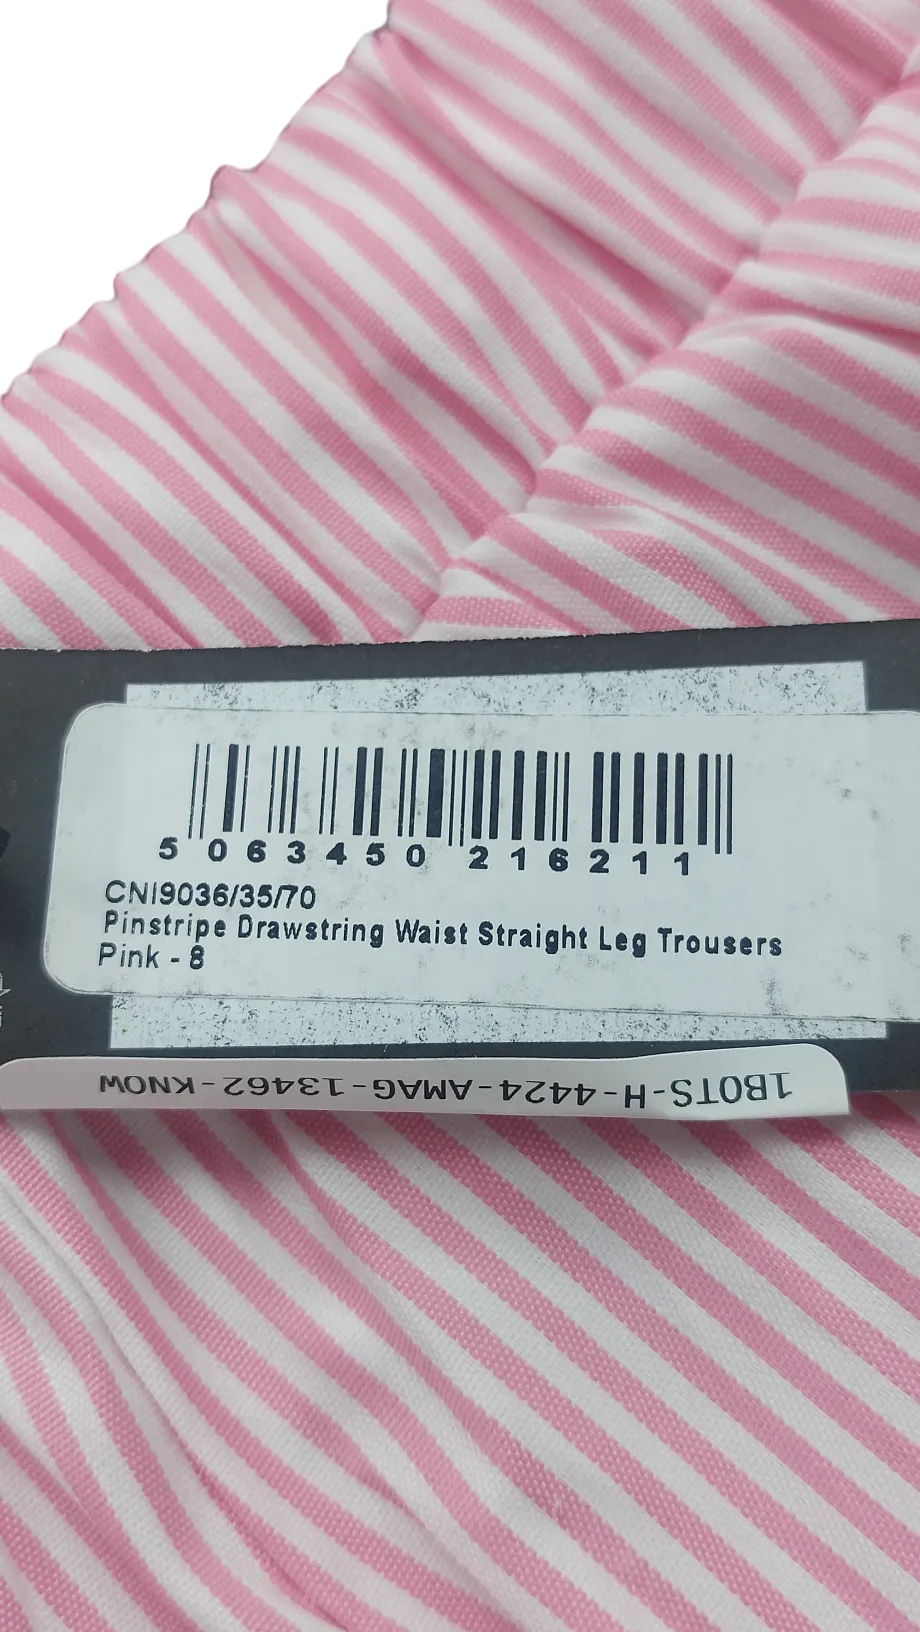 5 063450 216211
CNI9036/35/70
Pinstripe Drawstring Waist Straight Leg Trousers
Pink - 8
1BOTS-H-4424-AMAG-13462-KNOW